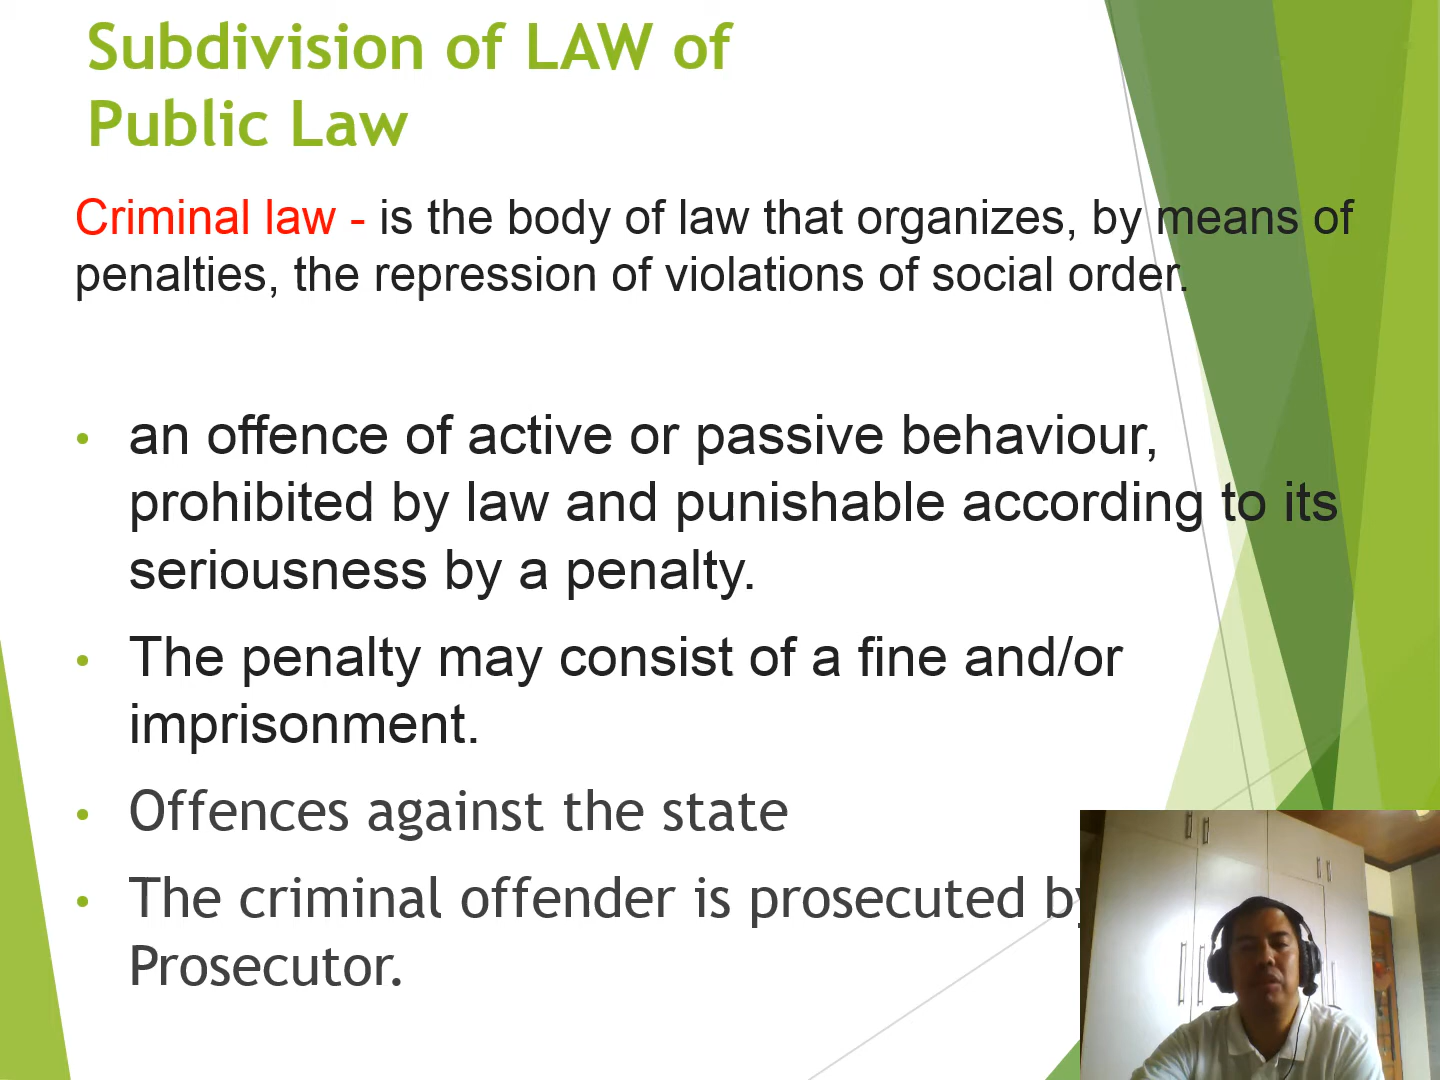 Subdivision of LAW of
Public Law
Criminal law - is the body of law that organizes, by means of
penalties, the repression of violations of social order.
• an offence of active or passive behaviour,
prohibited by law and punishable according to its
seriousness by a penalty.
• The penalty may consist of a fine and/or
imprisonment.
• Offences against the state
• The criminal offender is prosecuted by
Prosecutor.